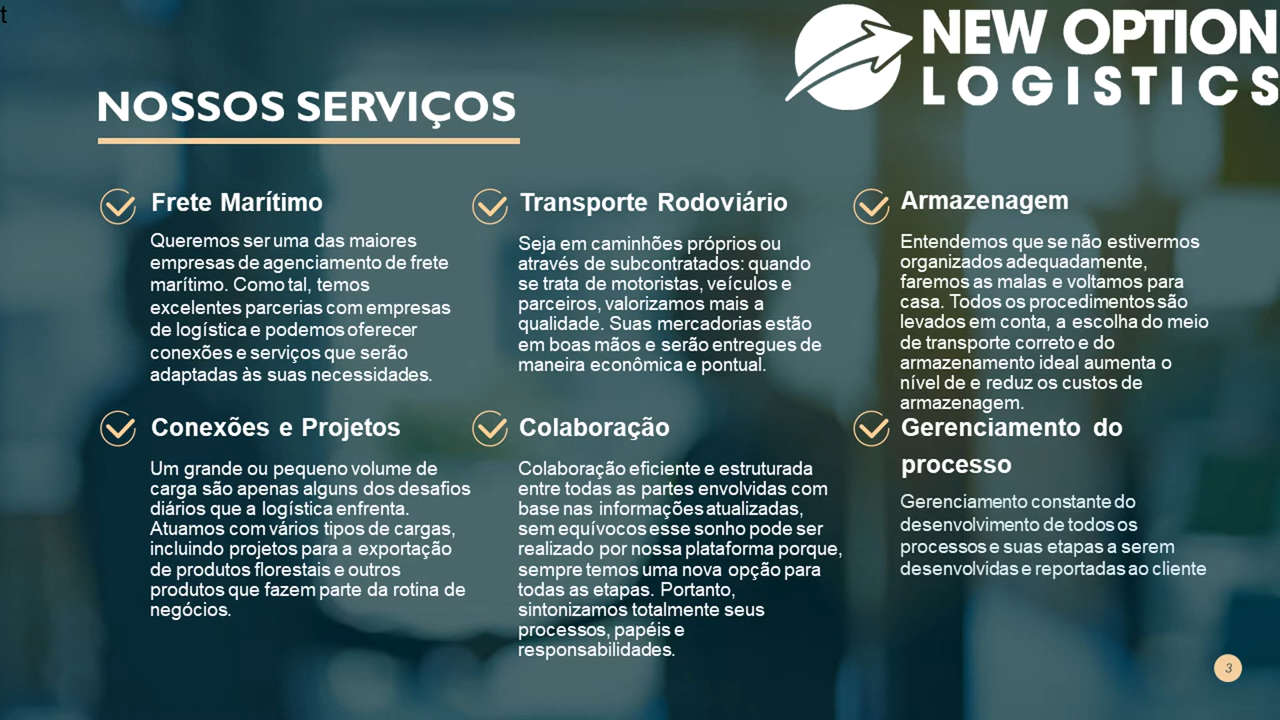 t
NEW OPTION
LOGISTICS
NOSSOS SERVIÇOS
Frete Marítimo
Queremos ser uma das maiores
empresas de agenciamento de frete
marítimo. Como tal, temos
excelentes parcerias com empresas
de logística e podemos oferecer
conexões e serviços que serão
adaptadas às suas necessidades.
Transporte Rodoviário
Seja em caminhões próprios ou
através de subcontratados: quando
se trata de motoristas, veículos e
parceiros, valorizamos mais a
qualidade. Suas mercadorias estão
em boas mãos e serão entregues de
maneira econômica e pontual.
Armazenagem
Entendemos que se não estivermos
organizados adequadamente,
faremos as malas e voltamos para
casa. Todos os procedimentos são
levados em conta, a escolha do meio
de transporte correto e do
armazenamento ideal aumenta o
nível de e reduz os custos de
armazenagem.
Conexões e Projetos
Um grande ou pequeno volume de
carga são apenas alguns dos desafios
diários que a logística enfrenta.
Atuamos com vários tipos de cargas,
incluindo projetos para a exportação
de produtos florestais e outros
produtos que fazem parte da rotina de
negócios.
Colaboração
Colaboração eficiente e estruturada
entre todas as partes envolvidas com
base nas informações atualizadas,
sem equívocos esse sonho pode ser
realizado por nossa plataforma porque,
sempre temos uma nova opção para
todas as etapas. Portanto,
sintonizamos totalmente seus
processos, papéis e
responsabilidades.
Gerenciamento do
processo
Gerenciamento constante do
desenvolvimento de todos os
processos e suas etapas a serem
desenvolvidas e reportadas ao cliente
3